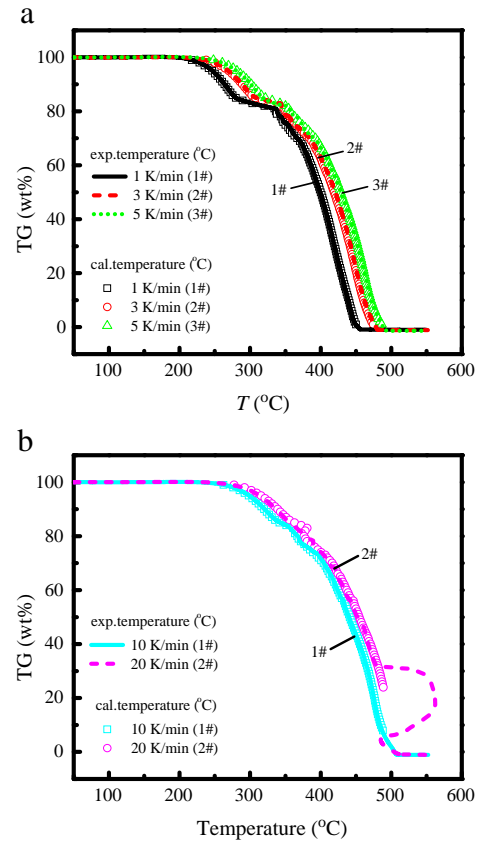 a
100
80
60
40
20
0
TG (wt%)
exp.temperature (°C)
1 K/min (1#)
3 K/min (2#)
5 K/min (3#)
cal.temperature (°C)
1 K/min (1#)
3 K/min (2#)
5 K/min (3#)
2#
1#
3#
100 200 300 400 500 600
T (°C)
b
100
80
60
40
20
0
TG (wt%)
exp.temperature (°C)
10 K/min (1#)
20 K/min (2#)
cal.temperature (°C)
10 K/min (1#)
20 K/min (2#)
2#
1#
100 200 300 400 500 600
Temperature (°C)